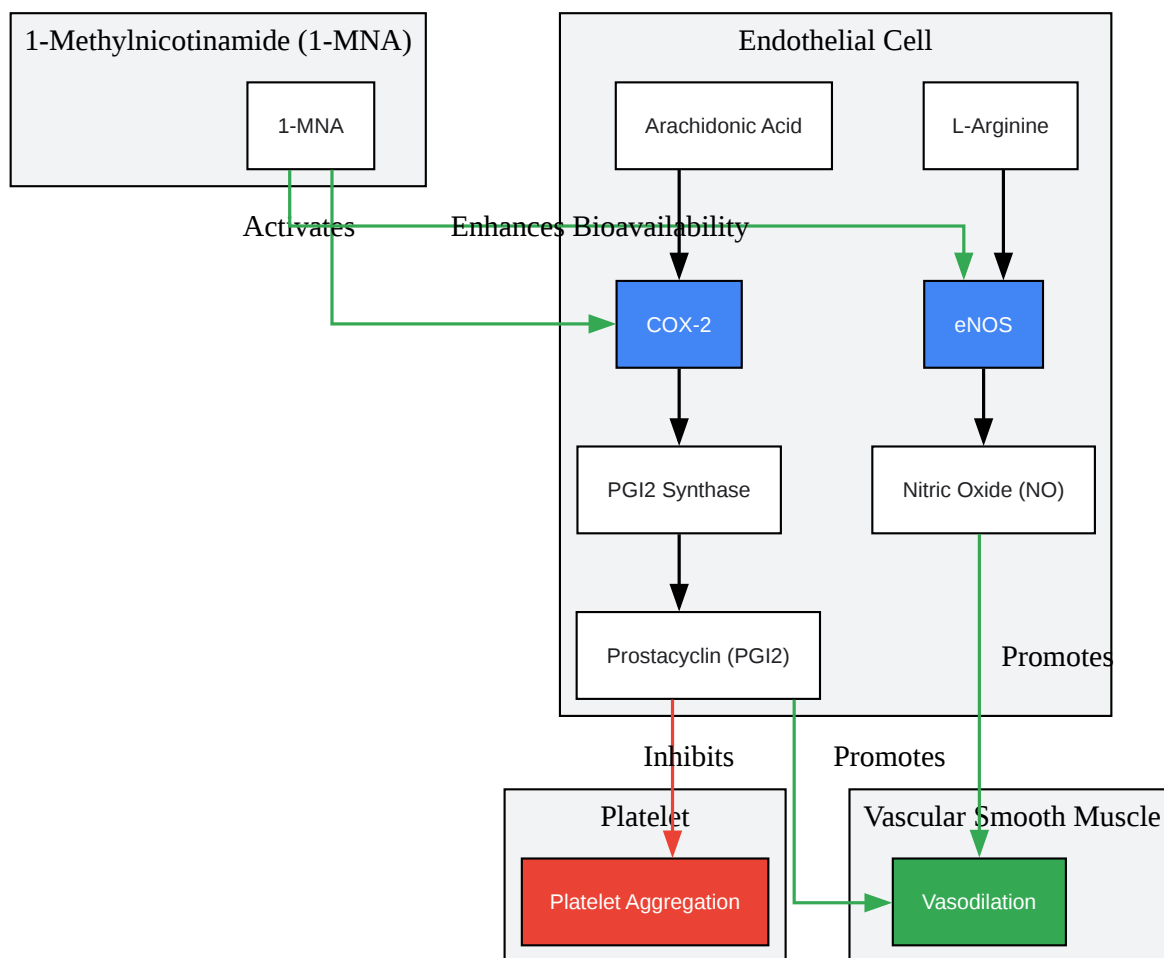 1-Methylnicotinamide (1-MNA)
Endothelial Cell
1-MNA
Arachidonic Acid
L-Arginine
Activates
Enhances Bioavailability
COX-2
eNOS
PGI2 Synthase
Nitric Oxide (NO)
Prostacyclin (PGI2)
Promotes
Inhibits
Promotes
Platelet
Vascular Smooth Muscle
Platelet Aggregation
Vasodilation